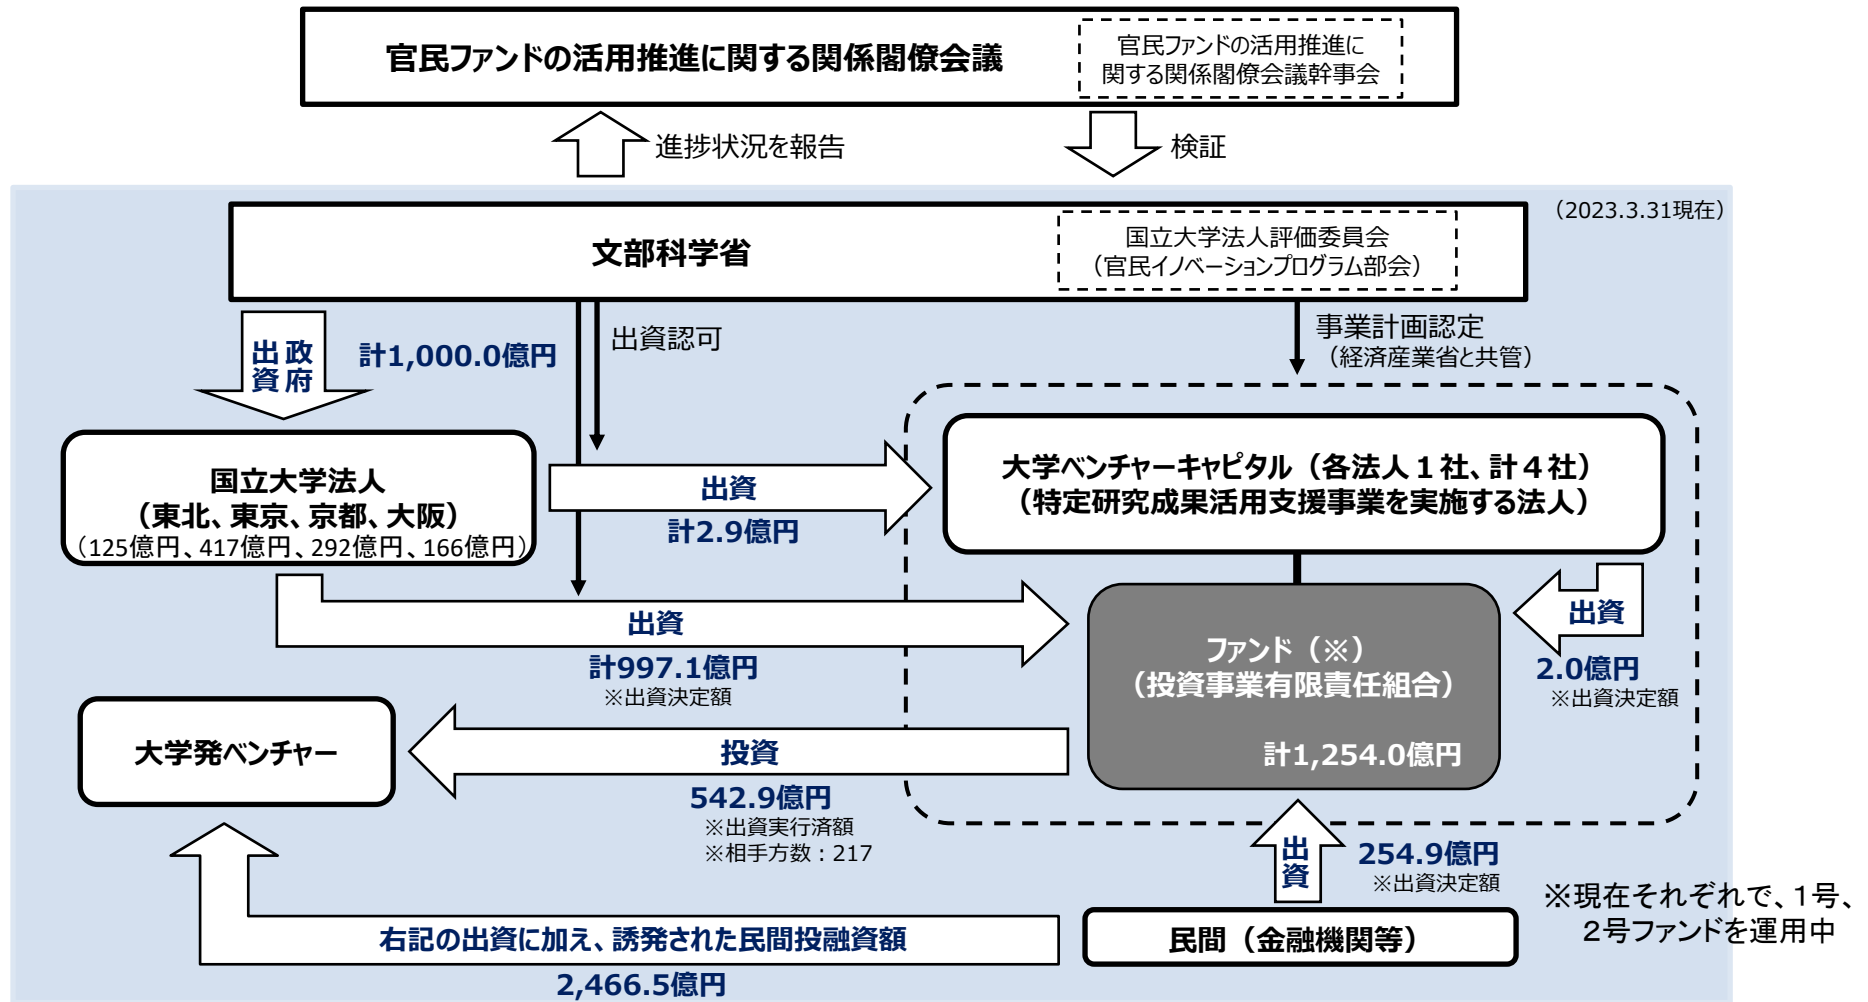 官民ファンドの活用推進に関する関係閣僚会議
官民ファンドの活用推進に
関する関係閣僚会議幹事会
進捗状況を報告
検証
（2023.3.31現在）
文部科学省
国立大学法人評価委員会
（官民イノベーションプログラム部会）
政府
出資
計1,000.0億円
出資認可
事業計画認定
（経済産業省と共管）
国立大学法人
（東北、東京、京都、大阪）
（125億円、417億円、292億円、166億円）
出資
計2.9億円
大学ベンチャーキャピタル（各法人１社、計４社）
（特定研究成果活用支援事業を実施する法人）
出資
計997.1億円
※出資決定額
ファンド（※）
（投資事業有限責任組合）
計1,254.0億円
出資
2.0億円
※出資決定額
大学発ベンチャー
投資
542.9億円
※出資実行済額
※相手方数：217
出資
254.9億円
※出資決定額
※現在それぞれで、１号、
２号ファンドを運用中
右記の出資に加え、誘発された民間投融資額
2,466.5億円
民間（金融機関等）